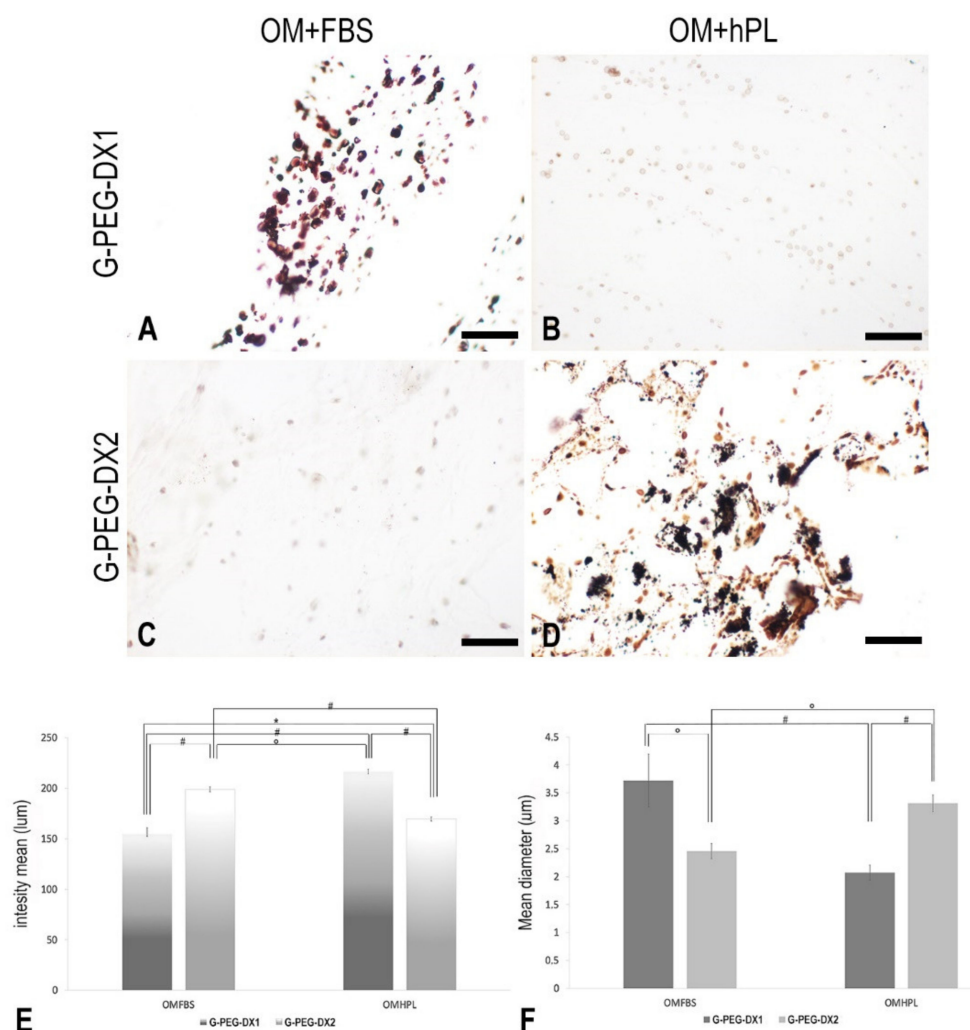 OM+FBS OM+hPL
G-PEG-DX1
A B
G-PEG-DX2
C D
#
*
# #
# °
250
200
150
100
50
0
intesity mean (lum)
OMFBS OMHPL
G-PEG-DX1 G-PEG-DX2
E
°
# #
°
4.5
4
3.5
3
2.5
2
1.5
1
0.5
0
Mean diameter (um)
OMFBS OMHPL
G-PEG-DX1 G-PEG-DX2
F